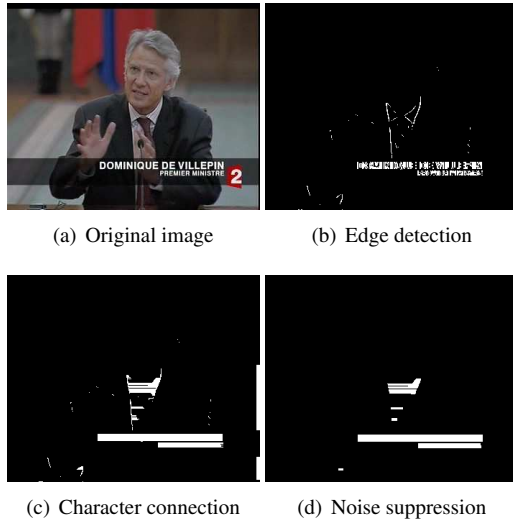 DOMINIQUE DE VILLEPIN
PREMIER MINISTRE
2
(a) Original image
(b) Edge detection
(c) Character connection
(d) Noise suppression